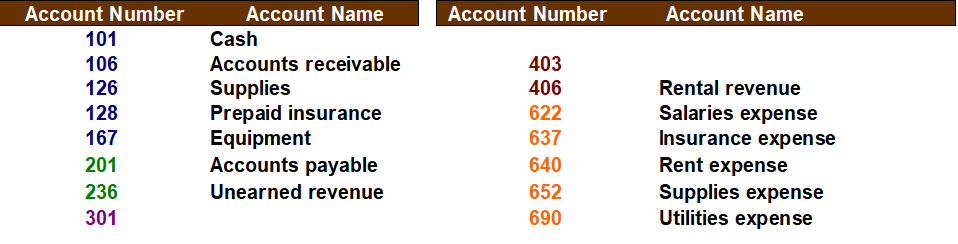 Account Number Account Name
101 Cash
106 Accounts receivable
126 Supplies
128 Prepaid insurance
167 Equipment
201 Accounts payable
236 Unearned revenue
301
Account Number Account Name
403
406 Rental revenue
622 Salaries expense
637 Insurance expense
640 Rent expense
652 Supplies expense
690 Utilities expense